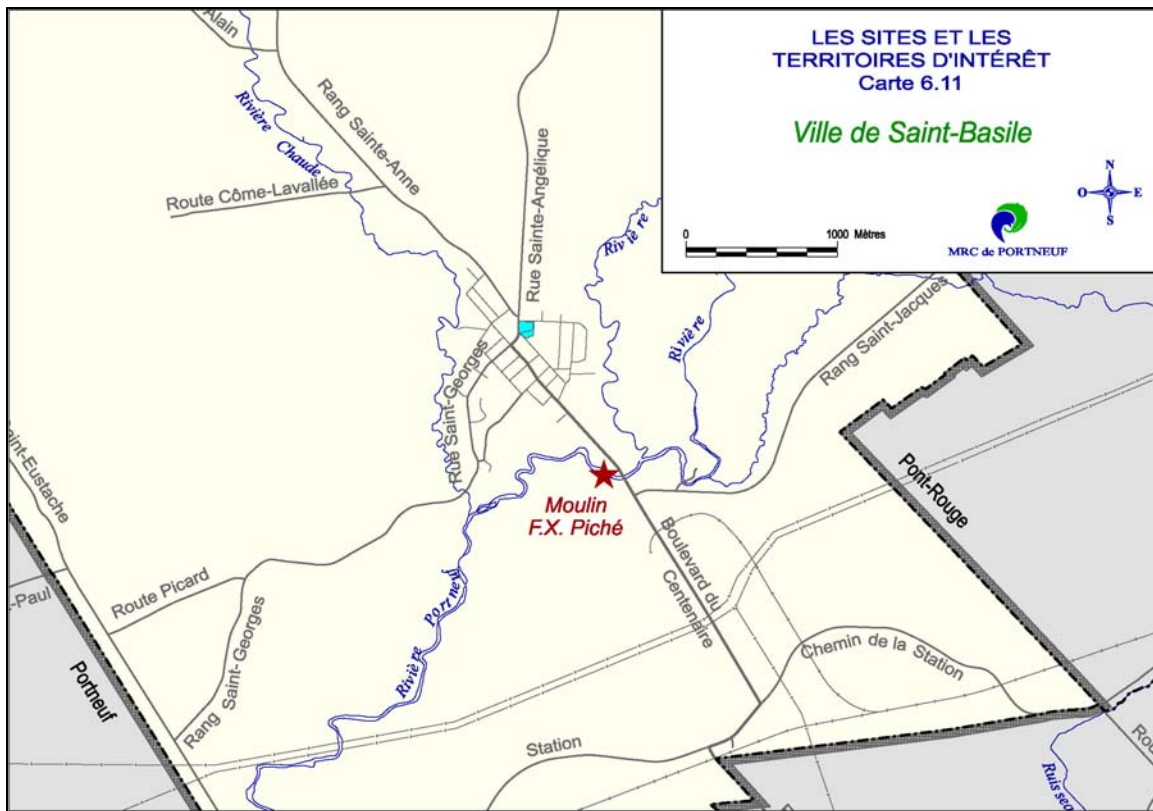 LES SITES ET LES
TERRITOIRES D'INTÉRÊT
Carte 6.11
Ville de Saint-Basile
N
O
E
S
0
1000 Mètres
MRC de PORTNEUF
Alain
Rivière
Chaude
Rang Sainte-Anne
Route Côme-Lavallée
Rue Sainte-Angélique
Rivière
Rivière
Rang Saint-Jacques
Rue Saint-Georges
Pont-Rouge
Moulin
F.X. Piché
Boulevard du
Centenaire
Route Picard
Rang
Saint-Georges
Portneuf
Rivière
Portneuf
Chemin de la Station
Station